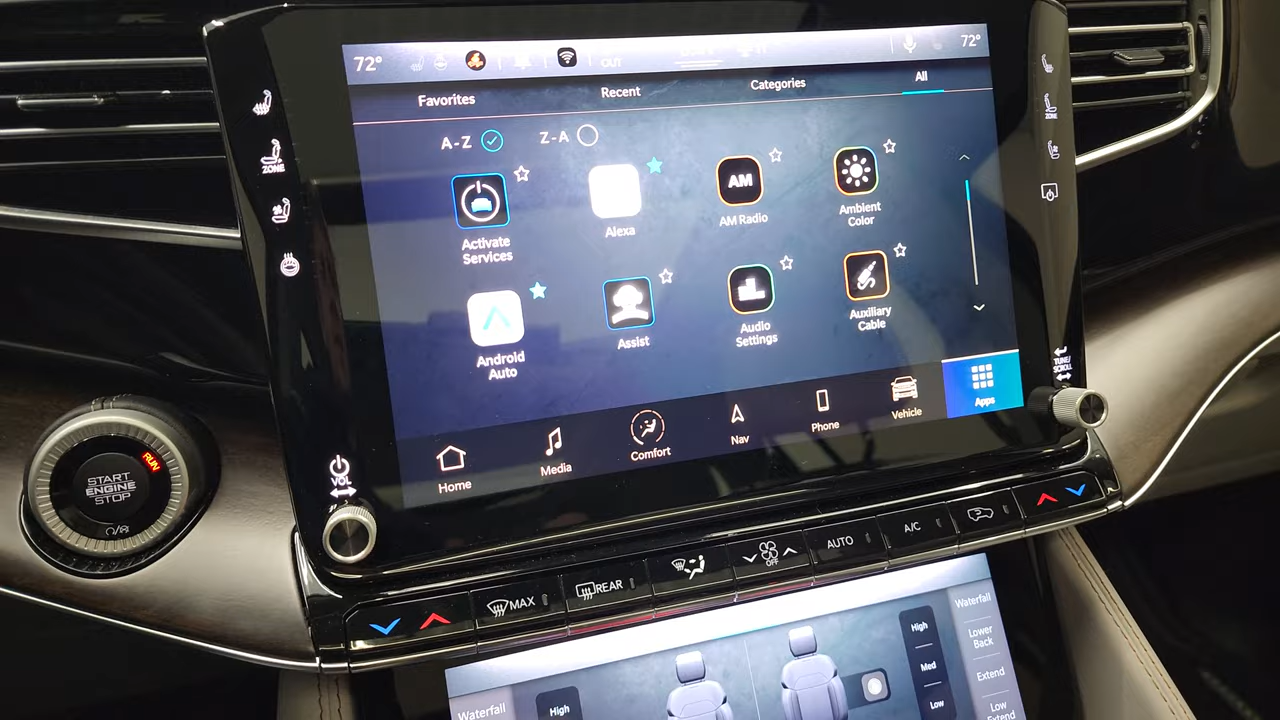 72°
OUT
72°
Favorites
Recent
Categories
All
A-Z
Z-A
Activate
Services
Alexa
AM
AM Radio
Ambient
Color
Android
Auto
Assist
Audio
Settings
Auxiliary
Cable
Home
Media
Comfort
Nav
Phone
Vehicle
Apps
ZONE
ZONE
TUNE/
SCROLL
VOL
RUN
START
ENGINE
STOP
MAX
REAR
OFF
AUTO
A/C
Waterfall
High
High
Med
Low
Waterfall
Lower
Back
Extend
Low
Extend